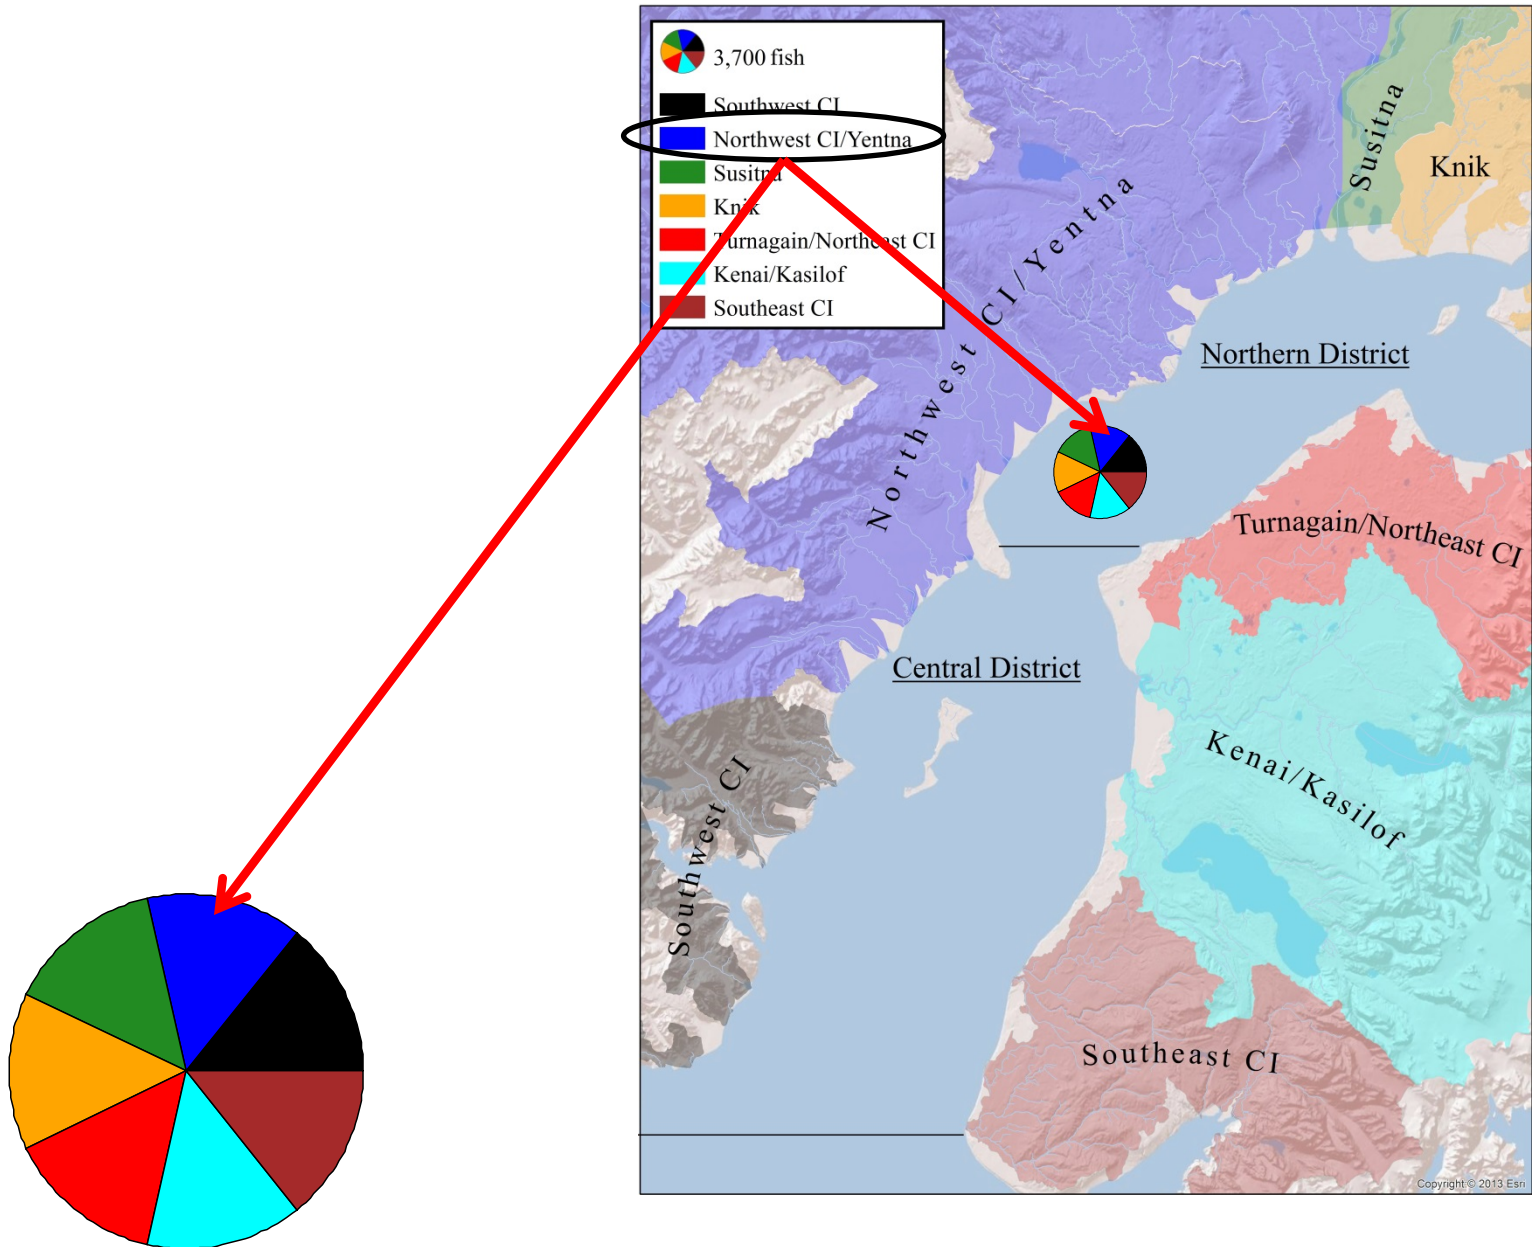 3,700 fish
Southwest CI
Northwest CI/Yentna
Susitna
Knik
Turnagain/Northeast CI
Kenai/Kasilof
Southeast CI
Susitna
Knik
Northwest CI/Yentna
Northern District
Turnagain/Northeast CI
Central District
Kenai/Kasilof
Southwest CI
Southeast CI
Copyright:© 2013 Esri